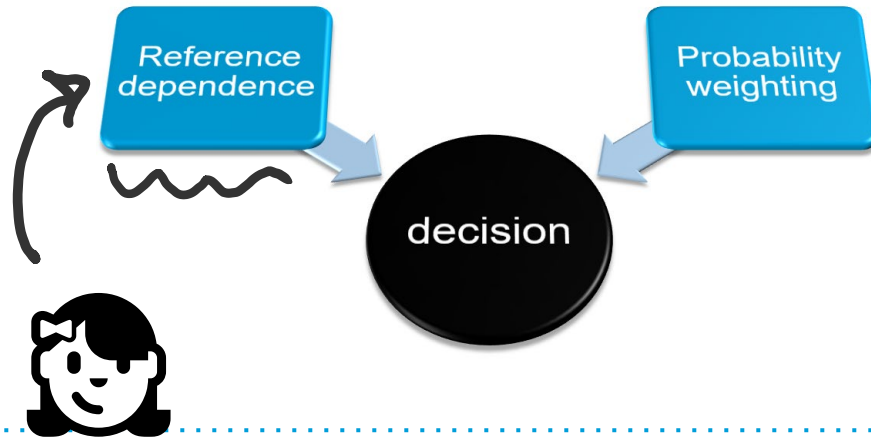 Reference
dependence
Probability
weighting
decision